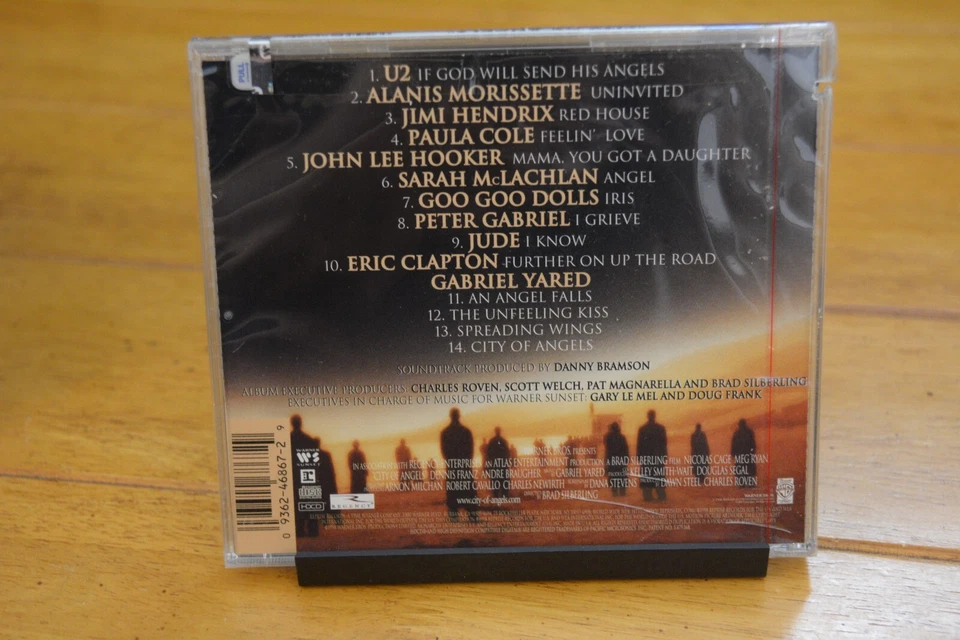 PULL
1. U2 IF GOD WILL SEND HIS ANGELS
2. ALANIS MORISSETTE UNINVITED
3. JIMI HENDRIX RED HOUSE
4. PAULA COLE FEELIN' LOVE
5. JOHN LEE HOOKER MAMA, YOU GOT A DAUGHTER
6. SARAH McLACHLAN ANGEL
7. GOO GOO DOLLS IRIS
8. PETER GABRIEL I GRIEVE
9. JUDE I KNOW
10. ERIC CLAPTON FURTHER ON UP THE ROAD
GABRIEL YARED
11. AN ANGEL FALLS
12. THE UNFEELING KISS
13. SPREADING WINGS
14. CITY OF ANGELS
SOUNDTRACK PRODUCED BY DANNY BRAMSON
ALBUM EXECUTIVE PRODUCERS: CHARLES ROVEN, SCOTT WELCH, PAT MAGNARELLA AND BRAD SILBERLING
EXECUTIVES IN CHARGE OF MUSIC FOR WARNER SUNSET: GARY LE MEL AND DOUG FRANK
WARNER BROS. PRESENTS
IN ASSOCIATION WITH REGENCY ENTERPRISES AN ATLAS ENTERTAINMENT PRODUCTION A BRAD SILBERLING FILM NICOLAS CAGE MEG RYAN
CITY OF ANGELS DENNIS FRANZ ANDRE BRAUGHER GABRIEL YARED KELLEY SMITH-WAIT DOUGLAS SEGAL
ARNON MILCHAN ROBERT CAVALLO CHARLES NEWIRTH DANA STEVENS DAWN STEEL CHARLES ROVEN
www.city-of-angels.com BRAD SILBERLING
WARNER
SUNSET
HDCD
REGENCY
0 9362-46867-2 9